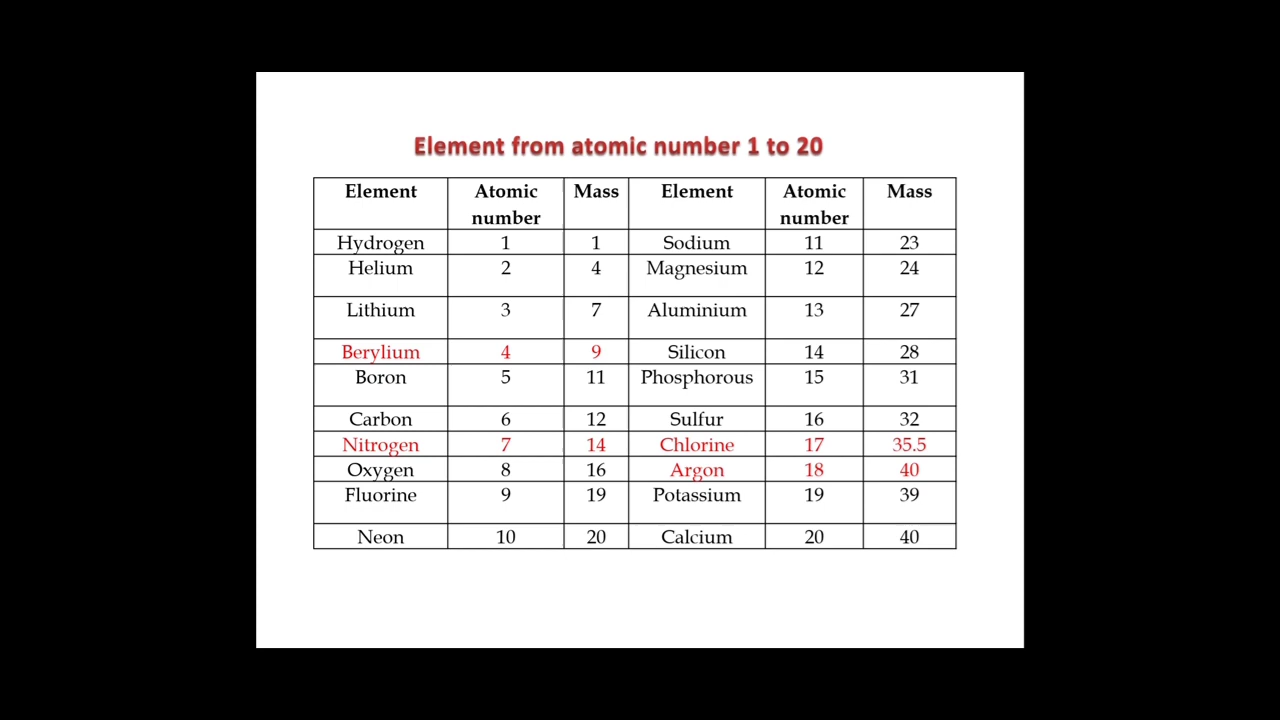 Element from atomic number 1 to 20
Element Atomic number Mass Element Atomic number Mass
Hydrogen 1 1 Sodium 11 23
Helium 2 4 Magnesium 12 24
Lithium 3 7 Aluminium 13 27
Berylium 4 9 Silicon 14 28
Boron 5 11 Phosphorous 15 31
Carbon 6 12 Sulfur 16 32
Nitrogen 7 14 Chlorine 17 35.5
Oxygen 8 16 Argon 18 40
Fluorine 9 19 Potassium 19 39
Neon 10 20 Calcium 20 40